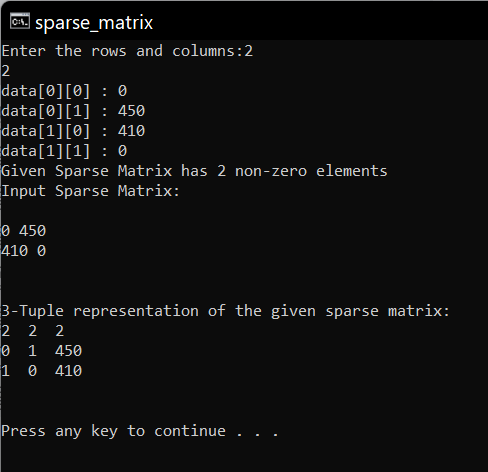 sparse_matrix
Enter the rows and columns:2
2
data[0][0] : 0
data[0][1] : 450
data[1][0] : 410
data[1][1] : 0
Given Sparse Matrix has 2 non-zero elements
Input Sparse Matrix:
0 450
410 0
3-Tuple representation of the given sparse matrix:
2  2  2
0  1  450
1  0  410
Press any key to continue . . .